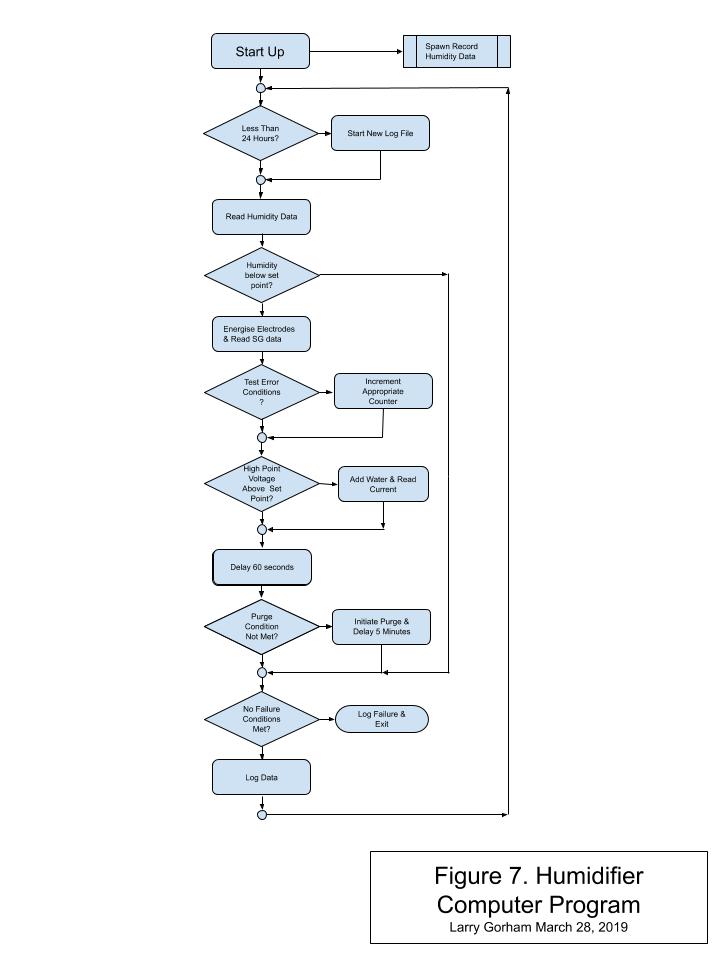 Start Up
Spawn Record
Humidity Data
Less Than
24 Hours?
Start New Log File
Read Humidity Data
Humidity
below set
point?
Energise Electrodes
& Read SG data
Test Error
Conditions
?
Increment
Appropriate
Counter
High Point
Voltage
Above Set
Point?
Add Water & Read
Current
Delay 60 seconds
Purge
Condition
Not Met?
Initiate Purge &
Delay 5 Minutes
No Failure
Conditions
Met?
Log Failure &
Exit
Log Data
Figure 7. Humidifier
Computer Program
Larry Gorham March 28, 2019